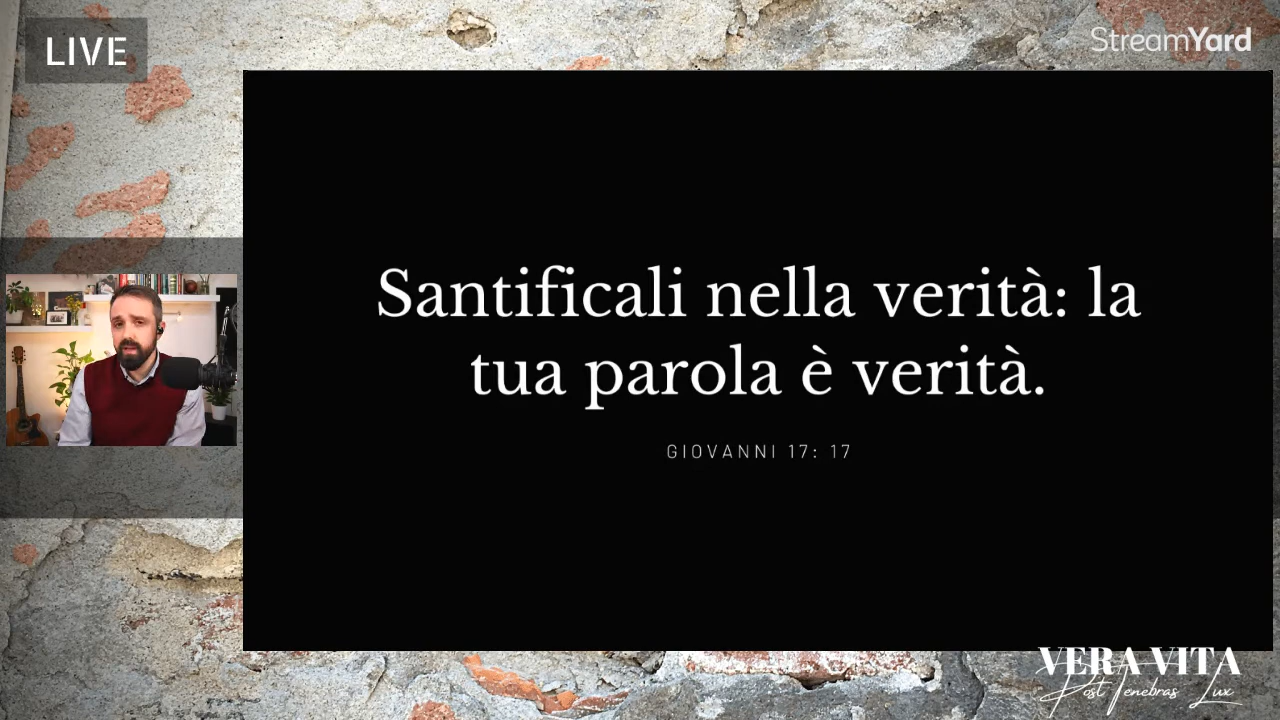 LIVE
StreamYard
Santificali nella verità: la
tua parola è verità.
GIOVANNI 17: 17
VERA VITA
Post Tenebras Lux